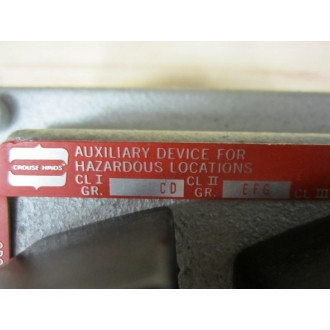 CROUSE-HINDS
AUXILIARY DEVICE FOR
HAZARDOUS LOCATIONS
CL I CL II
GR. CD GR. EFG CL III